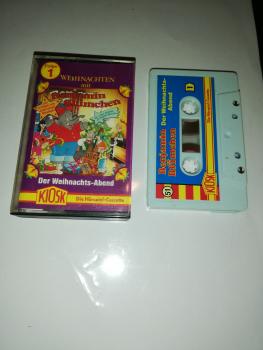 Folge
1
WEIHNACHTEN
mit
Benjamin
Blümchen
Der Weihnachts-Abend
KIOSK
Die Hörspiel-Cassette
KIOSK
Benjamin
Blümchen
Der Weihnachts-
Abend
1